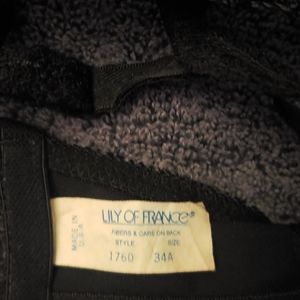 MADE IN
U.S.A.
LILY OF FRANCE®
FIBERS & CARE ON BACK
STYLE SIZE
1760 34A